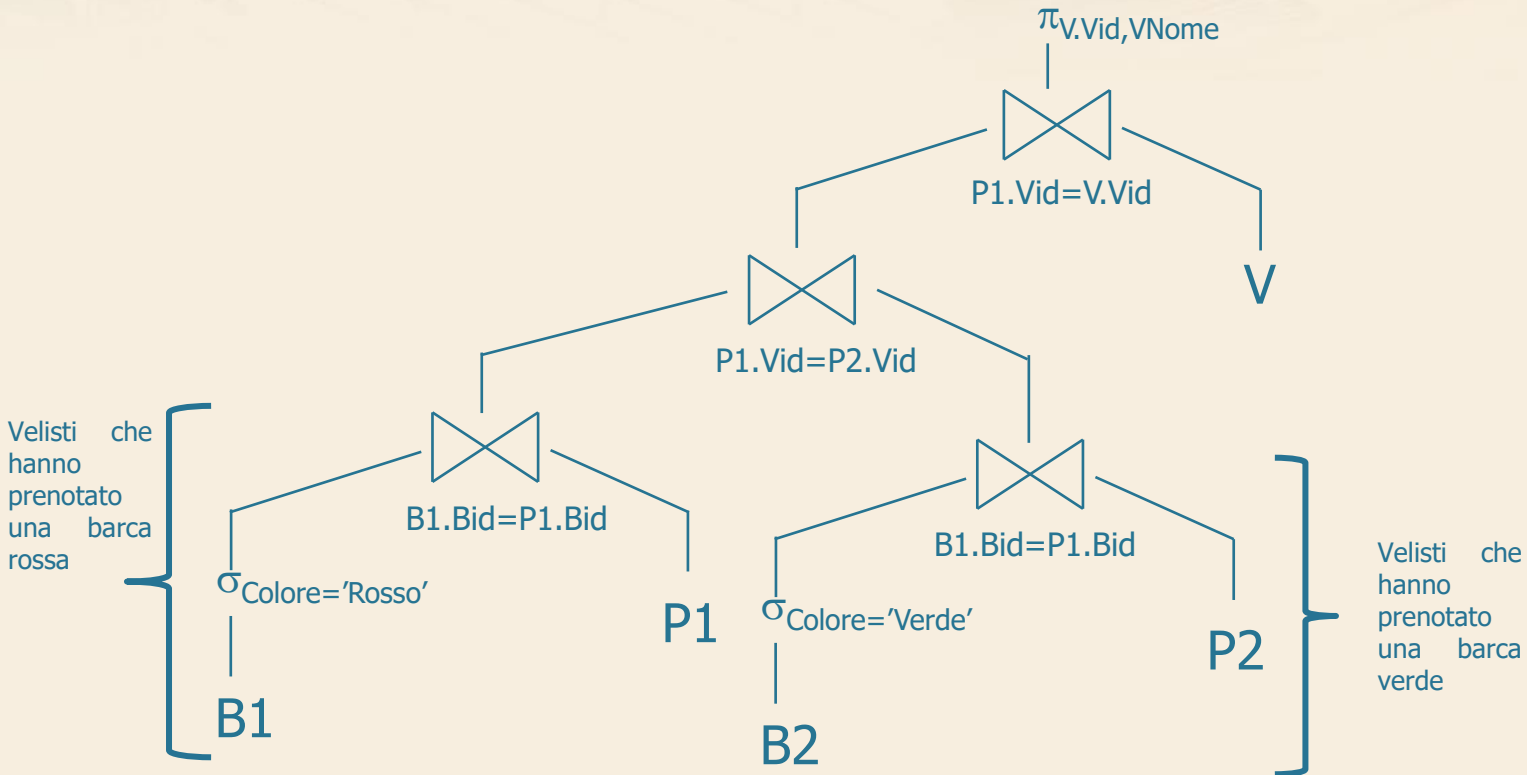 πV.Vid,VNome
P1.Vid=V.Vid
V
P1.Vid=P2.Vid
Velisti che
hanno
prenotato
una barca
rossa
B1.Bid=P1.Bid
B1.Bid=P1.Bid
σColore=’Rosso’
P1
B1
σColore=’Verde’
P2
B2
Velisti che
hanno
prenotato
una barca
verde